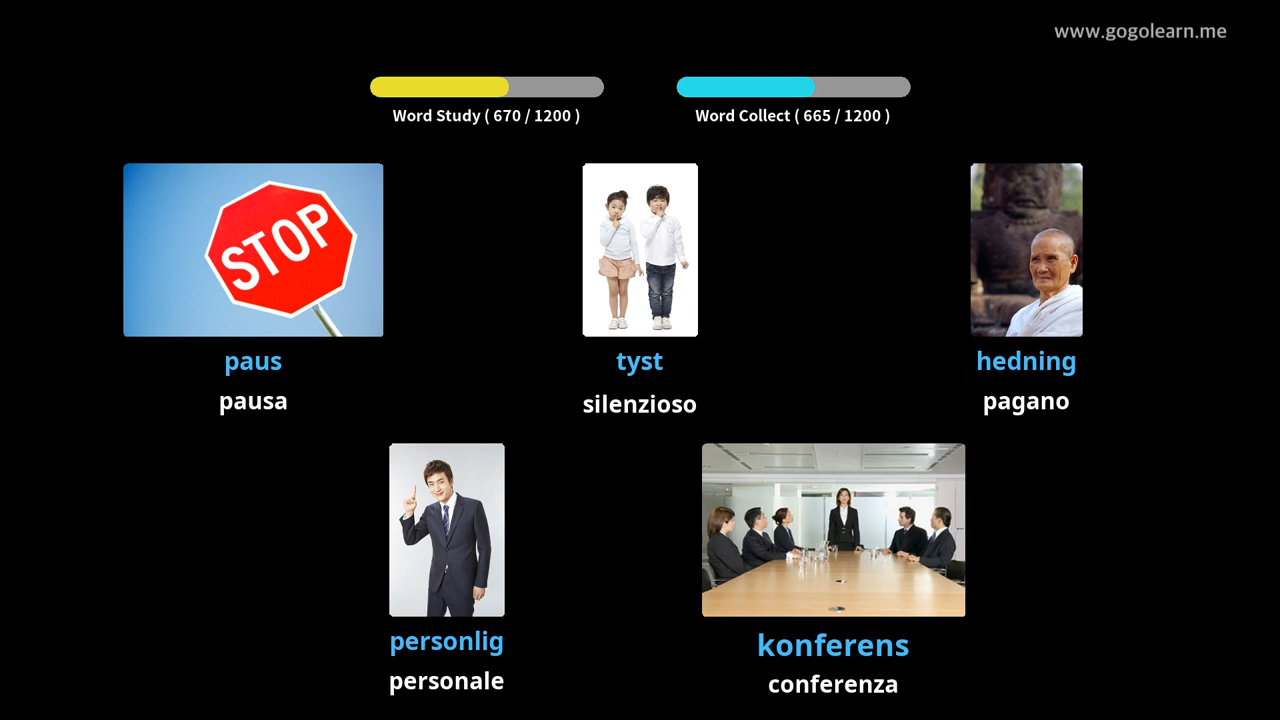 www.gogolearn.me
Word Study ( 670 / 1200 )
Word Collect ( 665 / 1200 )
STOP
paus
pausa
tyst
silenzioso
hedning
pagano
personlig
personale
konferens
conferenza